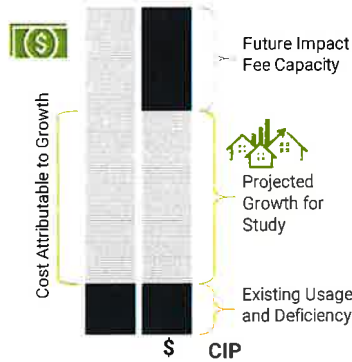 $
Future Impact
Fee Capacity
Cost Attributable to Growth
Projected
Growth for
Study
Existing Usage
and Deficiency
$
CIP